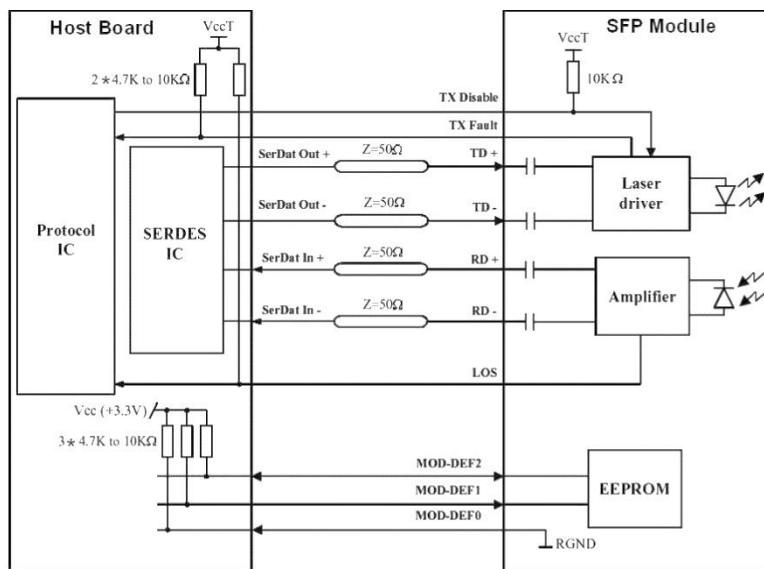 Host Board
SFP Module
VccT
VccT
2*4.7K to 10KΩ
10KΩ
TX Disable
TX Fault
SerDat Out +
Z=50Ω
TD +
SerDat Out -
Z=50Ω
TD -
Laser
driver
Protocol
IC
SERDES
IC
SerDat In +
Z=50Ω
RD +
SerDat In -
Z=50Ω
RD -
Amplifier
LOS
Vcc (+3.3V)
3*4.7K to 10KΩ
MOD-DEF2
MOD-DEF1
MOD-DEF0
EEPROM
RGND